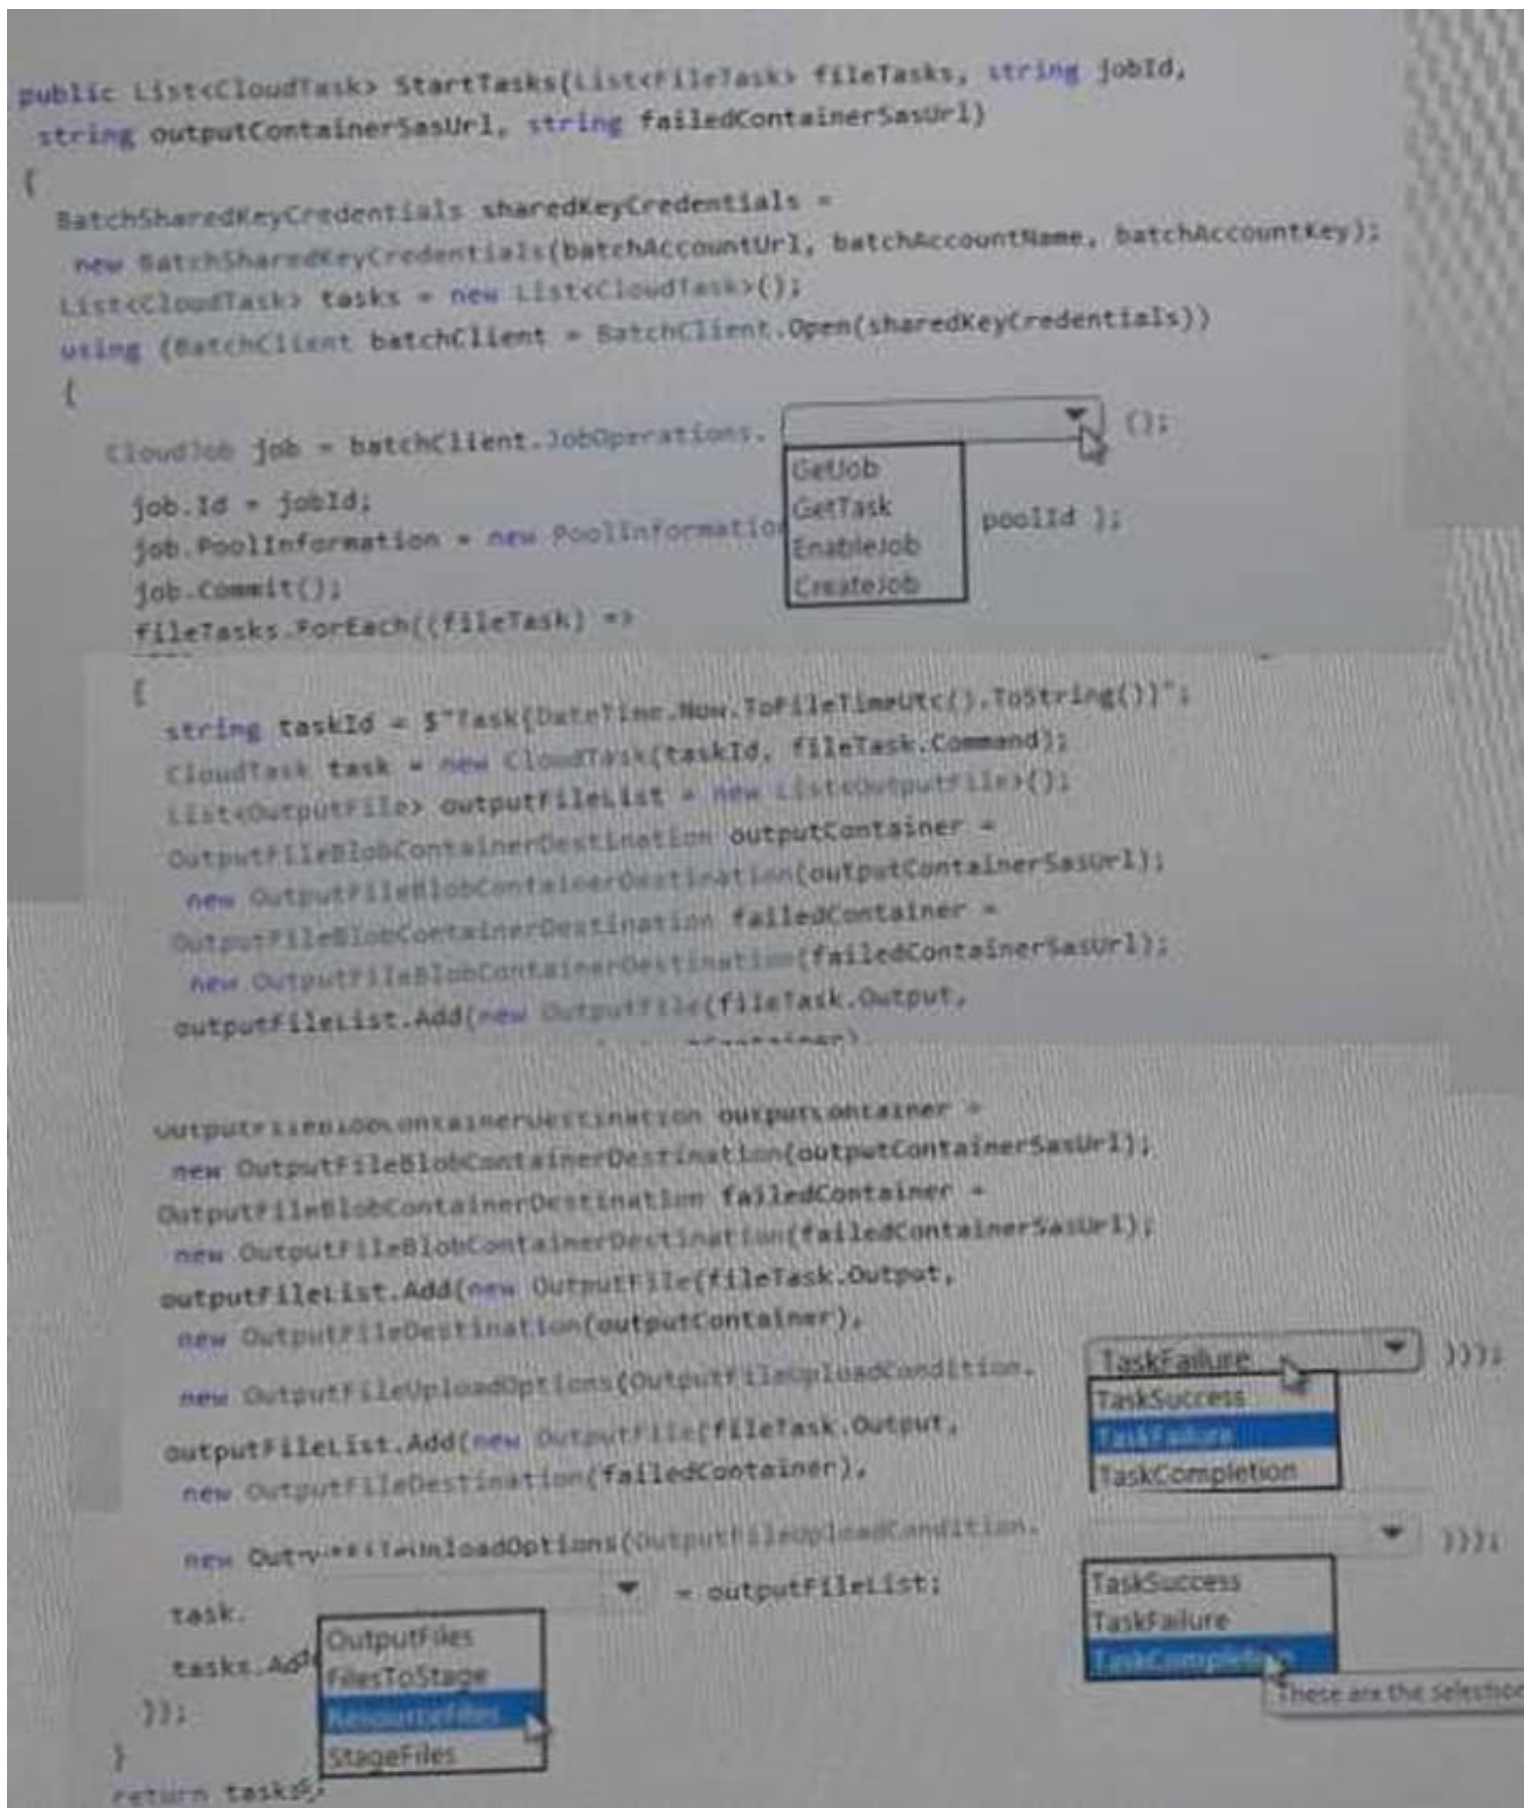 public List<CloudTask> StartTasks(List<FileTask> fileTasks, string jobId,
string outputContainerSasUrl, string failedContainerSasUrl)
{
BatchSharedKeyCredentials sharedKeyCredentials =
new BatchSharedKeyCredentials(batchAccountUrl, batchAccountName, batchAccountKey);
List<CloudTask> tasks = new List<CloudTask>();
using (BatchClient batchClient = BatchClient.Open(sharedKeyCredentials))
{
CloudJob job = batchClient.JobOperations. ();
GetJob
job.Id = jobId;
GetTask
job.PoolInformation = new PoolInformatio poolId };
EnableJob
job.Commit();
CreateJob
fileTasks.ForEach((fileTask) =>
{
string taskId = $"Task{DateTime.Now.ToFileTimeUtc().ToString()}";
CloudTask task = new CloudTask(taskId, fileTask.Command);
List<OutputFile> outputFileList = new List<OutputFile>();
OutputFileBlobContainerDestination outputContainer =
new OutputFileBlobContainerDestination(outputContainerSasUrl);
OutputFileBlobContainerDestination failedContainer =
new OutputFileBlobContainerDestination(failedContainerSasUrl);
outputFileList.Add(new OutputFile(fileTask.Output,
OutputFileBlobContainerDestination outputContainer =
new OutputFileBlobContainerDestination(outputContainerSasUrl);
OutputFileBlobContainerDestination failedContainer =
new OutputFileBlobContainerDestination(failedContainerSasUrl);
outputFileList.Add(new OutputFile(fileTask.Output,
new OutputFileDestination(outputContainer),
new OutputFileUploadOptions(OutputFileUploadCondition. TaskFailure )));
TaskSuccess
TaskFailure
TaskCompletion
outputFileList.Add(new OutputFile(fileTask.Output,
new OutputFileDestination(failedContainer),
new OutputFileUploadOptions(OutputFileUploadCondition. )));
TaskSuccess
TaskFailure
TaskCompletion
These are the selection
task. = outputFileList;
OutputFiles
FilesToStage
ResourceFiles
StageFiles
tasks.Ad
});
}
return tasks;